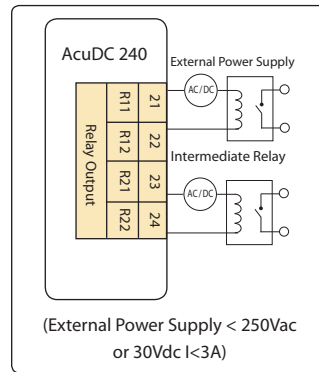 AcuDC 240
External Power Supply
AC/DC
Relay Output
R11
21
R12
22
Intermediate Relay
R21
23
AC/DC
R22
24
(External Power Supply < 250Vac
or 30Vdc I<3A)